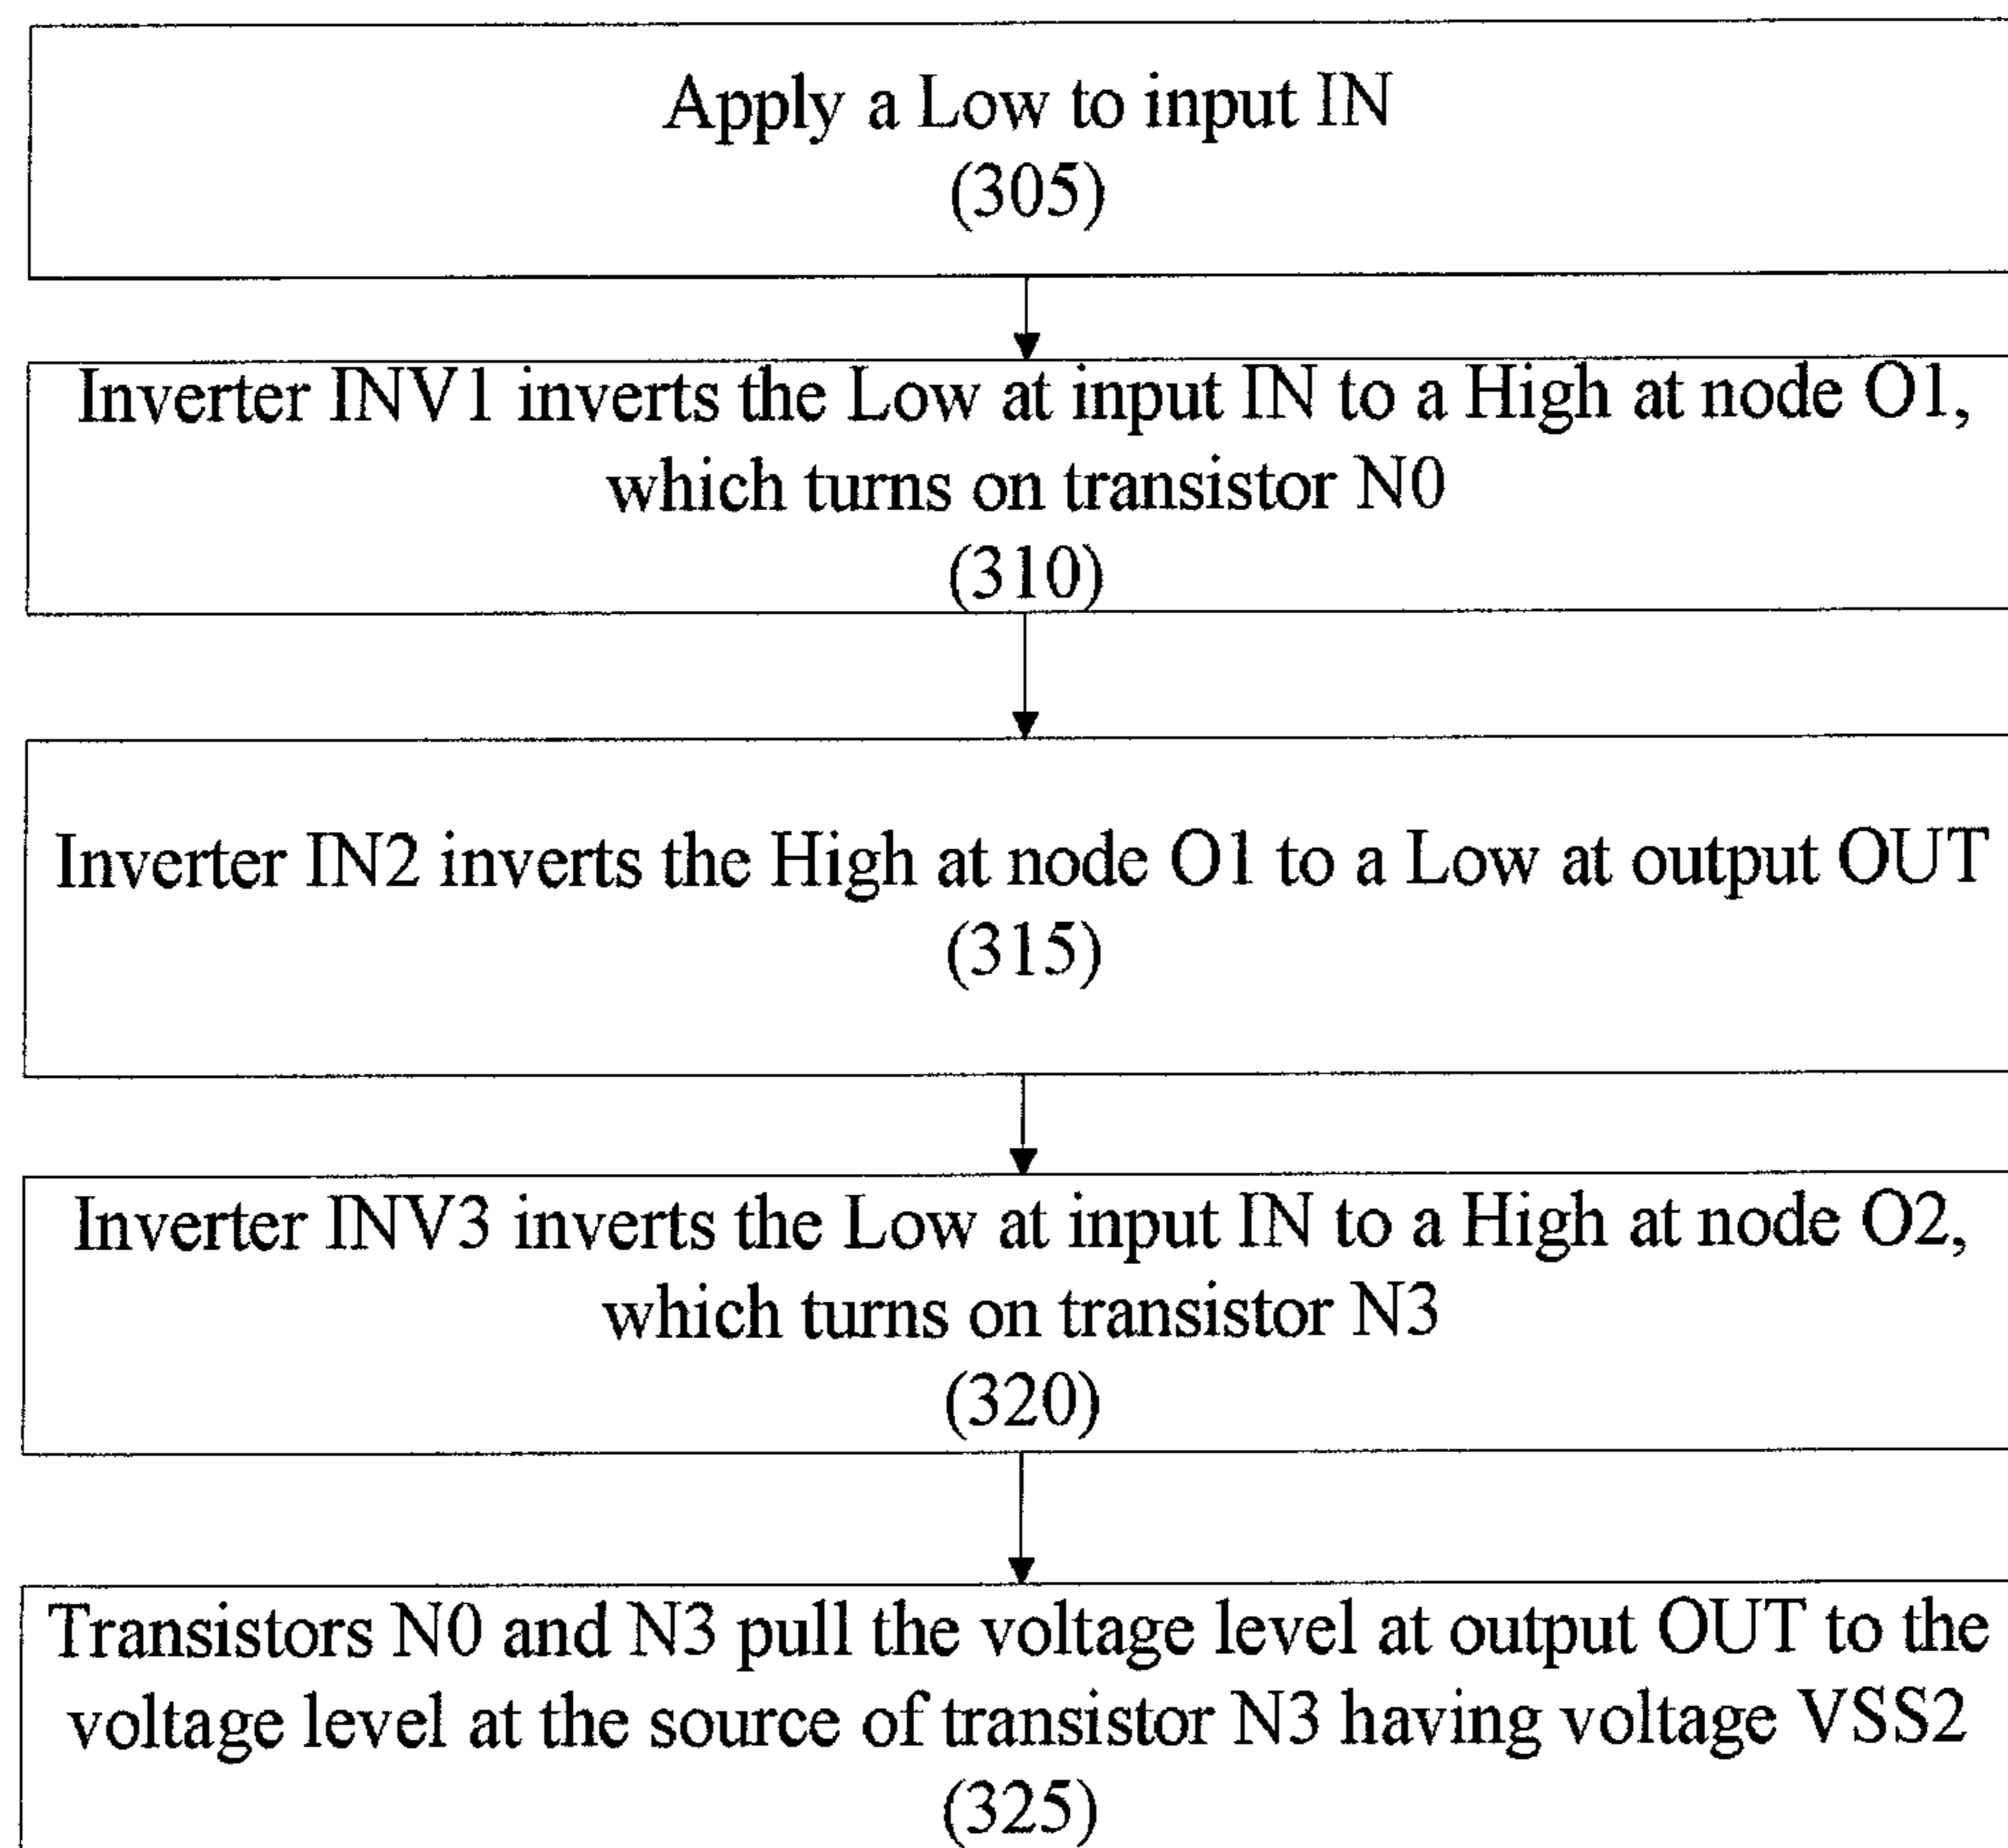 Apply a Low to input IN
(305)
Inverter INV1 inverts the Low at input IN to a High at node O1,
which turns on transistor N0
(310)
Inverter IN2 inverts the High at node O1 to a Low at output OUT
(315)
Inverter INV3 inverts the Low at input IN to a High at node O2,
which turns on transistor N3
(320)
Transistors N0 and N3 pull the voltage level at output OUT to the
voltage level at the source of transistor N3 having voltage VSS2
(325)